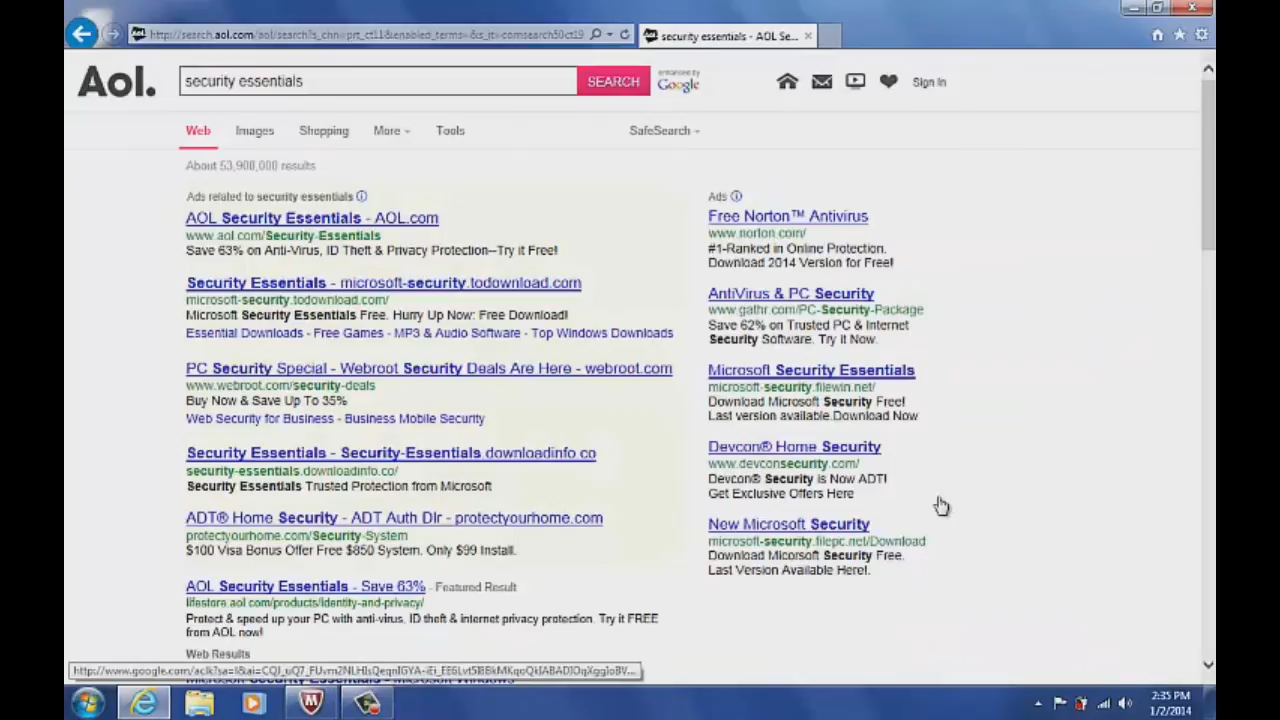 http://search.aol.com/aol/search?s_chn=prt_ct11&enabled_terms=&s_it=comsearch50ct19
security essentials - AOL Se...
Aol.
security essentials
SEARCH
enhanced by
Google
Sign In
Web
Images
Shopping
More
Tools
SafeSearch
About 53,900,000 results
Ads related to security essentials
AOL Security Essentials - AOL.com
www.aol.com/Security-Essentials
Save 63% on Anti-Virus, ID Theft & Privacy Protection--Try it Free!
Security Essentials - microsoft-security.todownload.com
microsoft-security.todownload.com/
Microsoft Security Essentials Free. Hurry Up Now: Free Download!
Essential Downloads - Free Games - MP3 & Audio Software - Top Windows Downloads
PC Security Special - Webroot Security Deals Are Here - webroot.com
www.webroot.com/security-deals
Buy Now & Save Up To 35%
Web Security for Business - Business Mobile Security
Security Essentials - Security-Essentials.downloadinfo.co
security-essentials.downloadinfo.co/
Security Essentials Trusted Protection from Microsoft
ADT® Home Security - ADT Auth Dlr - protectyourhome.com
protectyourhome.com/Security-System
$100 Visa Bonus Offer Free $850 System. Only $99 Install.
AOL Security Essentials - Save 63% - Featured Result
lifestore.aol.com/products/identity-and-privacy/
Protect & speed up your PC with anti-virus, ID theft & internet privacy protection. Try it FREE
from AOL now!
Web Results
Microsoft Security Essentials - Microsoft Windows
Ads
Free Norton™ Antivirus
www.norton.com/
#1-Ranked in Online Protection.
Download 2014 Version for Free!
AntiVirus & PC Security
www.gathr.com/PC-Security-Package
Save 62% on Trusted PC & Internet
Security Software. Try it Now.
Microsoft Security Essentials
microsoft-security.filewin.net/
Download Microsoft Security Free!
Last version available.Download Now
Devcon® Home Security
www.devconsecurity.com/
Devcon® Security is Now ADT!
Get Exclusive Offers Here
New Microsoft Security
microsoft-security.filepc.net/Download
Download Micorsoft Security Free.
Last Version Available Here!.
2:35 PM
1/2/2014